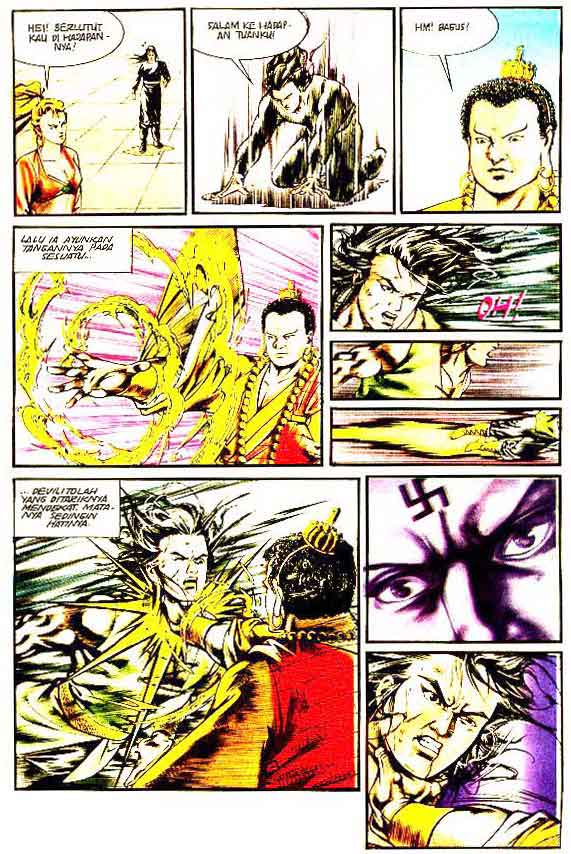 HEI! BERLUTUT
KAU DI HADAPAN-
NYA!
SALAM KE HADAP-
AN TUANKU!
HM! BAGUS!
LALU IA AYUNKAN
TANGANNYA PADA
SESUATU...
OH!
... DEVILITOLAH
YANG DITARIKNYA
MENDEKAT. MATA-
NYA SEDINGIN
HATINYA.